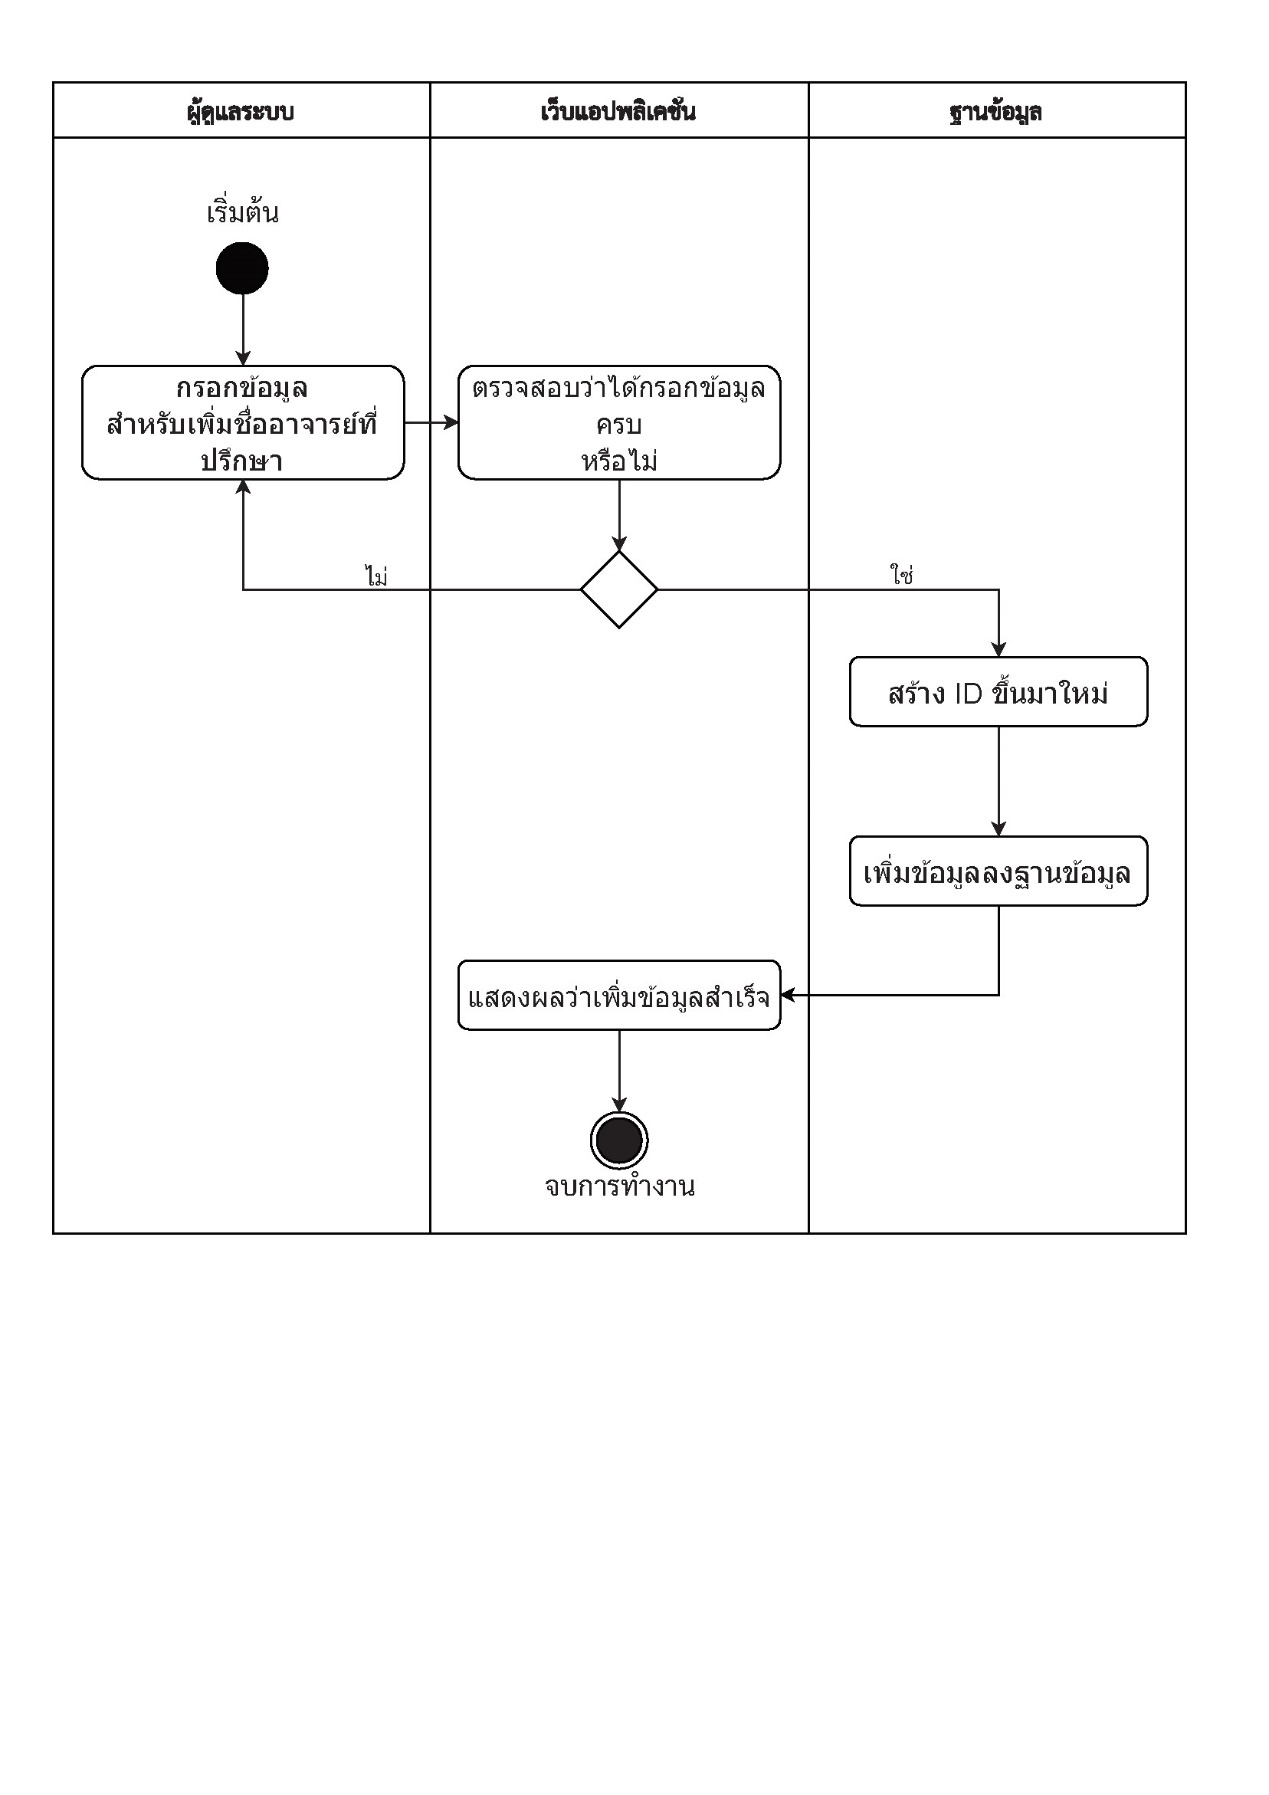 ผู้ดูแลระบบ
เว็บแอปพลิเคชั่น
ฐานข้อมูล
เริ่มต้น
กรอกข้อมูล
สำหรับเพิ่มชื่ออาจารย์ที่
ปรึกษา
ตรวจสอบว่าได้กรอกข้อมูล
ครบ
หรือไม่
ไม่
ใช่
สร้าง ID ขึ้นมาใหม่
เพิ่มข้อมูลลงฐานข้อมูล
แสดงผลว่าเพิ่มข้อมูลสำเร็จ
จบการทำงาน